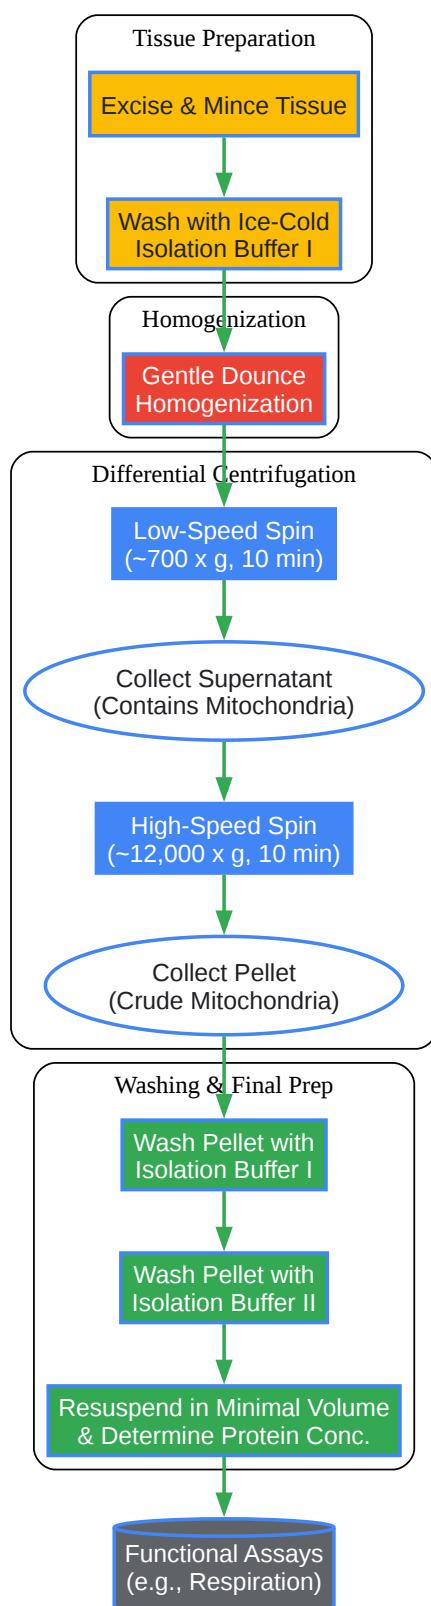 Tissue Preparation
Excise & Mince Tissue
Wash with Ice-Cold
Isolation Buffer I
Homogenization
Gentle Dounce
Homogenization
Differential Centrifugation
Low-Speed Spin
(~700 x g, 10 min)
Collect Supernatant
(Contains Mitochondria)
High-Speed Spin
(~12,000 x g, 10 min)
Collect Pellet
(Crude Mitochondria)
Washing & Final Prep
Wash Pellet with
Isolation Buffer I
Wash Pellet with
Isolation Buffer II
Resuspend in Minimal Volume
& Determine Protein Conc.
Functional Assays
(e.g., Respiration)